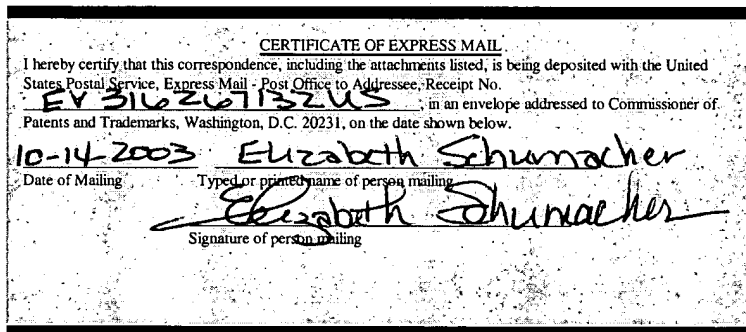 CERTIFICATE OF EXPRESS MAIL
I hereby certify that this correspondence, including the attachments listed, is being deposited with the United
States Postal Service, Express Mail - Post Office to Addressee, Receipt No.
EV 316267132US, in an envelope addressed to Commissioner of
Patents and Trademarks, Washington, D.C. 20231, on the date shown below.
10-14-2003 Elizabeth Schumacher
Date of Mailing Typed or printed name of person mailing
Elizabeth Schumacher
Signature of person mailing